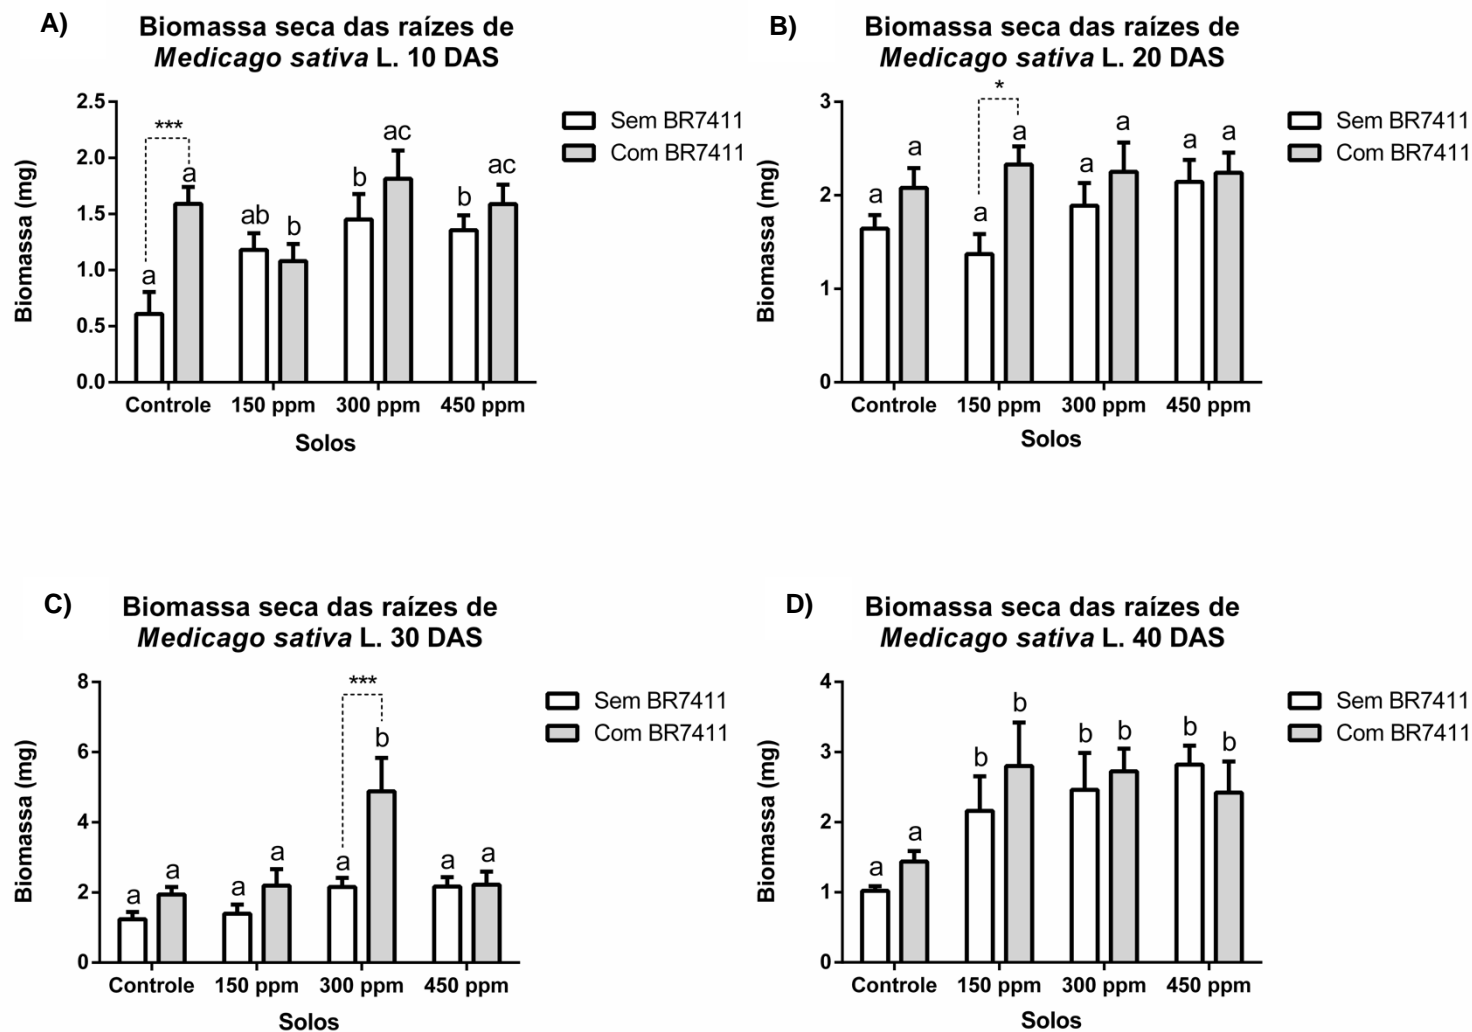 A)
Biomassa seca das raízes de
Medicago sativa L. 10 DAS
Biomassa (mg)
2.5
2.0
1.5
1.0
0.5
0.0
***
a
a
ab
b
b
ac
b
ac
Sem BR7411
Com BR7411
Controle 150 ppm 300 ppm 450 ppm
Solos
B)
Biomassa seca das raízes de
Medicago sativa L. 20 DAS
Biomassa (mg)
3
2
1
0
*
a
a
a
a
a
a
a
a
Sem BR7411
Com BR7411
Controle 150 ppm 300 ppm 450 ppm
Solos
C)
Biomassa seca das raízes de
Medicago sativa L. 30 DAS
Biomassa (mg)
8
6
4
2
0
***
a
a
a
a
a
b
a
a
Sem BR7411
Com BR7411
Controle 150 ppm 300 ppm 450 ppm
Solos
D)
Biomassa seca das raízes de
Medicago sativa L. 40 DAS
Biomassa (mg)
4
3
2
1
0
a
a
b
b
b
b
b
b
Sem BR7411
Com BR7411
Controle 150 ppm 300 ppm 450 ppm
Solos